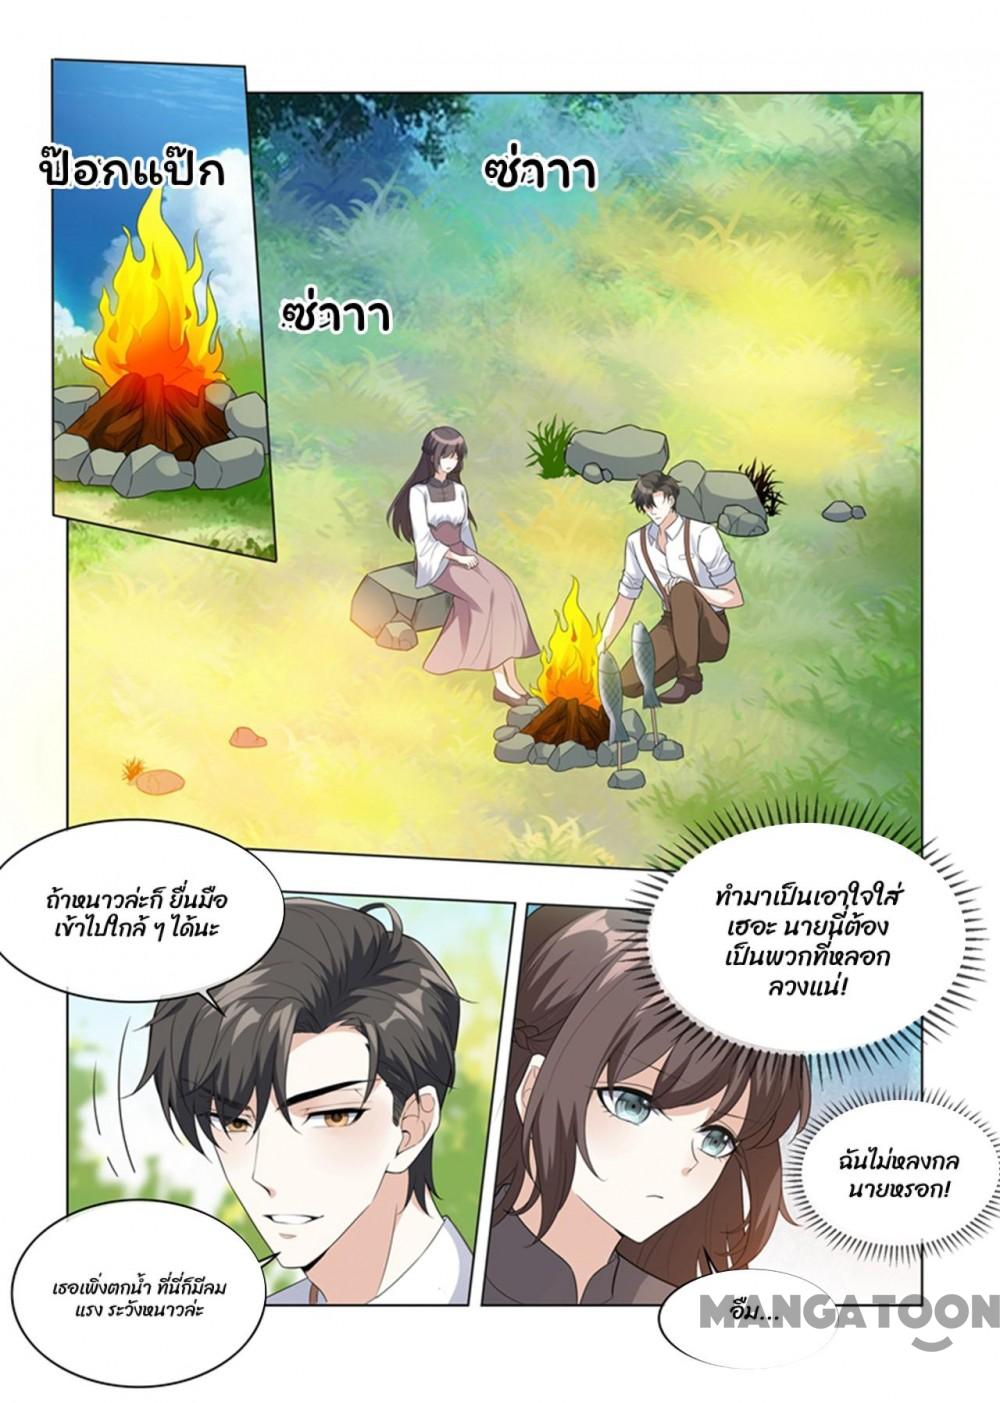 ป๊อกแป๊ก
ซ่าาา
ซ่าาา
ถ้าหนาวล่ะก็ ยื่นมือ
เข้าไปใกล้ ๆ ได้นะ
ทำมาเป็นเอาใจใส่
เฮอะ นายนี่ต้อง
เป็นพวกที่หลอก
ลวงแน่!
ฉันไม่หลงกล
นายหรอก!
เธอเพิ่งตกน้ำ ที่นี่ก็มีลม
แรง ระวังหนาวล่ะ
อืม...
MANGATOON